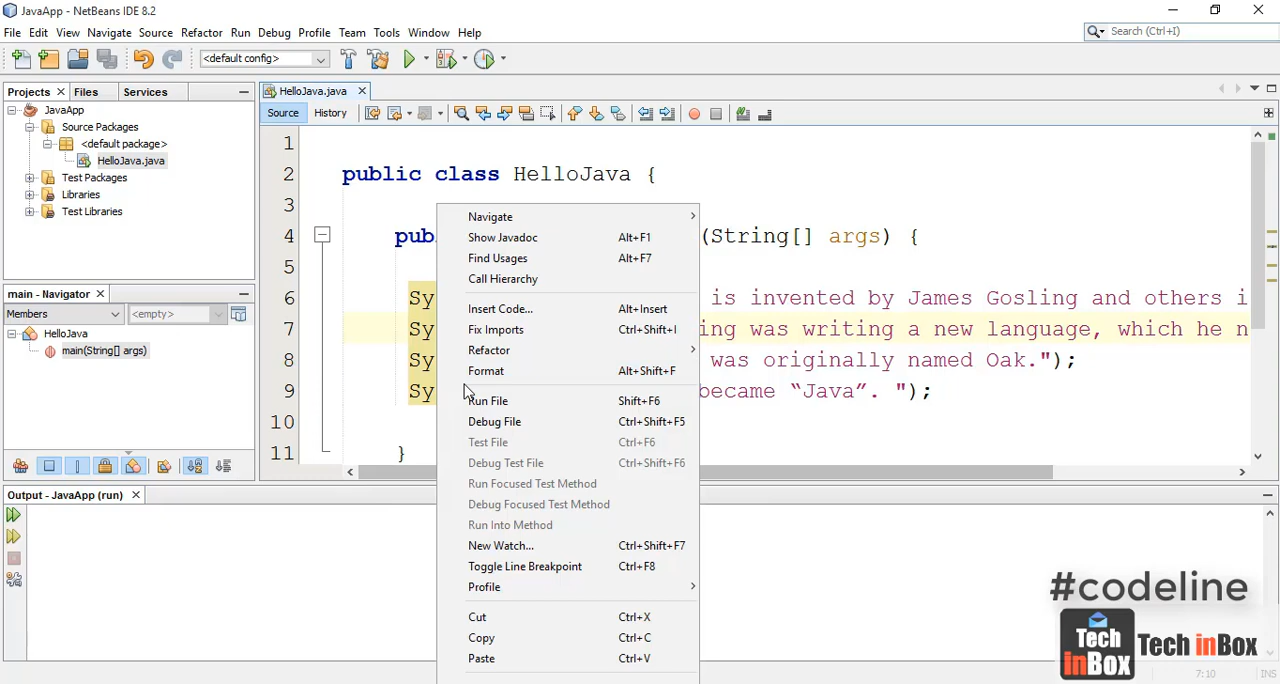 JavaApp - NetBeans IDE 8.2
File Edit View Navigate Source Refactor Run Debug Profile Team Tools Window Help
Search (Ctrl+I)
<default config>
Projects Files Services
HelloJava.java
JavaApp
Source Packages
<default package>
HelloJava.java
Test Packages
Libraries
Test Libraries
Source History
1
2 public class HelloJava {
3
4 pub (String[] args) {
5
6 Sy is invented by James Gosling and others i
7 Sy ing was writing a new language, which he n
8 Sy was originally named Oak.");
9 Sy became “Java”. ");
10
11 }
Navigate
Show Javadoc Alt+F1
Find Usages Alt+F7
Call Hierarchy
Insert Code... Alt+Insert
Fix Imports Ctrl+Shift+I
Refactor
Format Alt+Shift+F
Run File Shift+F6
Debug File Ctrl+Shift+F5
Test File Ctrl+F6
Debug Test File Ctrl+Shift+F6
Run Focused Test Method
Debug Focused Test Method
Run Into Method
New Watch... Ctrl+Shift+F7
Toggle Line Breakpoint Ctrl+F8
Profile
Cut Ctrl+X
Copy Ctrl+C
Paste Ctrl+V
main - Navigator
Members <empty>
HelloJava
main(String[] args)
Output - JavaApp (run)
#codeline
Tech
inBox
Tech inBox
7:10 INS